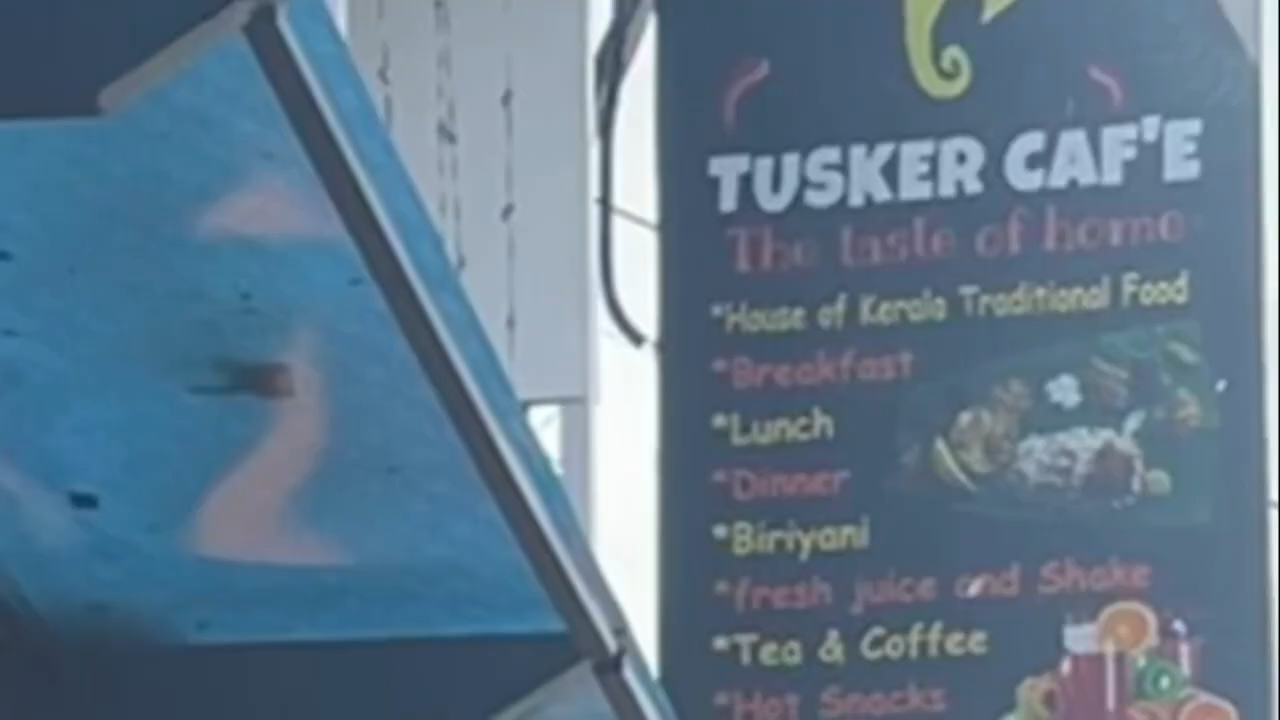 TUSKER CAF'E
The taste of home
*House of Kerala Traditional Food
*Breakfast
*Lunch
*Dinner
*Biriyani
*fresh juice and Shake
*Tea & Coffee
*Hot Snacks